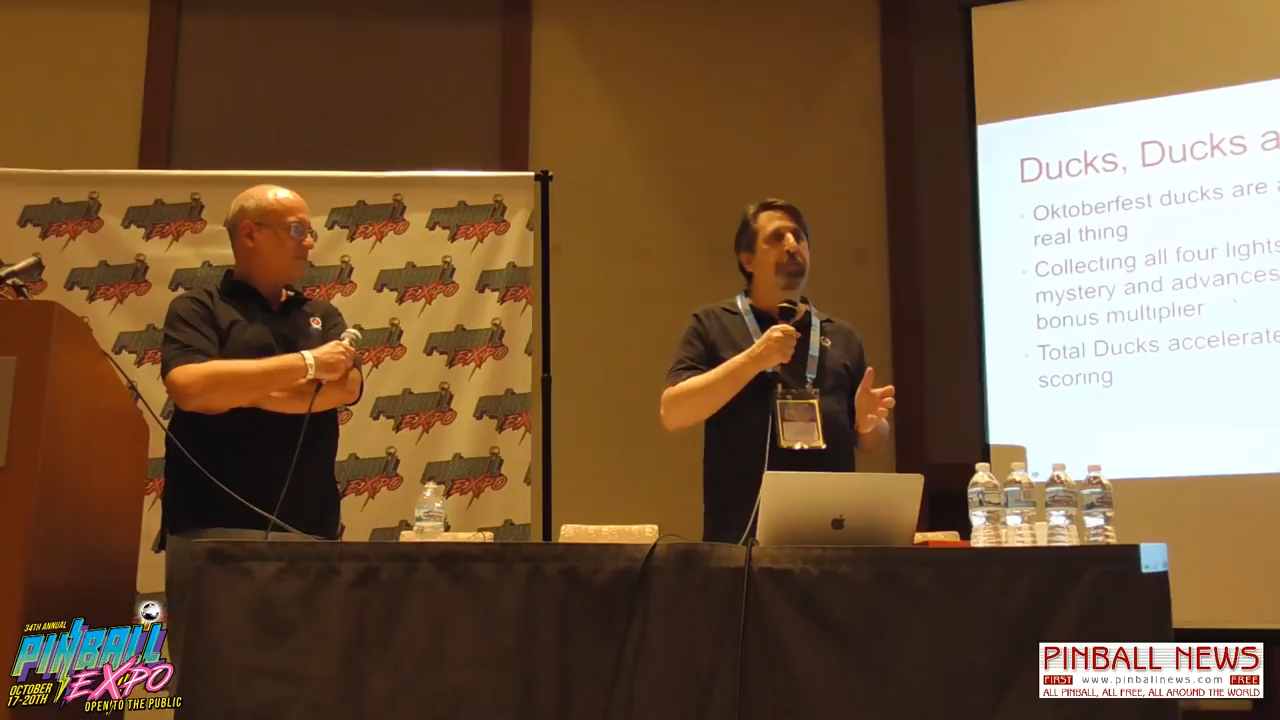 Ducks, Ducks a
Oktoberfest ducks are a
real thing
Collecting all four lights
mystery and advances
bonus multiplier
Total Ducks accelerate
scoring
PINBALL
EXPO
34TH ANNUAL
PINBALL
EXPO
OCTOBER
17-20TH
OPEN TO THE PUBLIC
PINBALL NEWS
FIRST www.pinballnews.com FREE
ALL PINBALL, ALL FREE, ALL AROUND THE WORLD